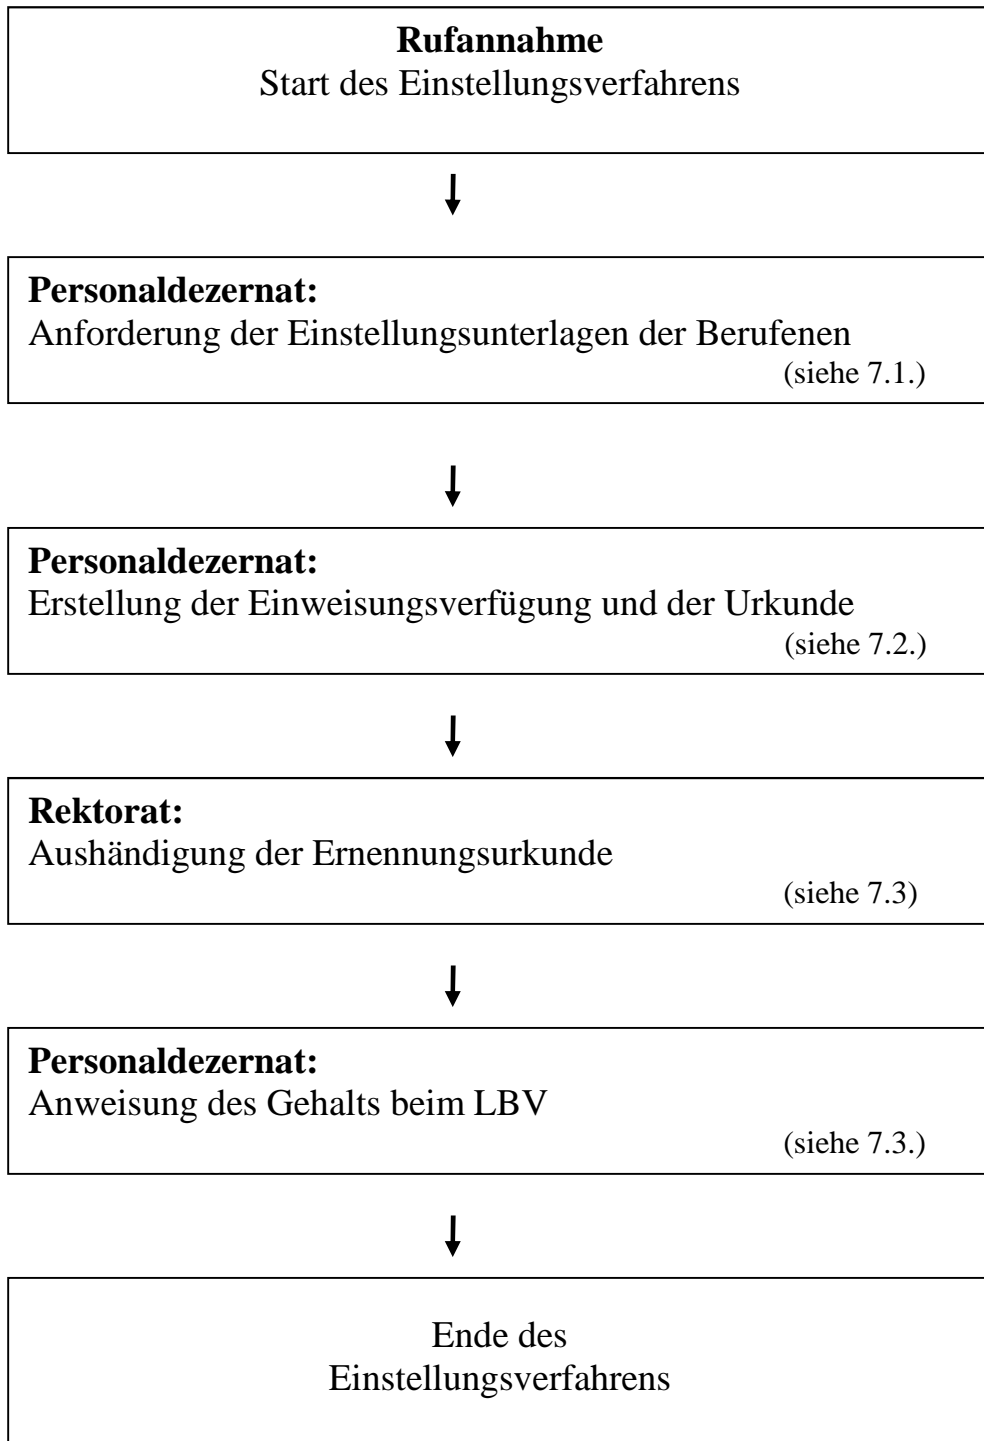 Rufannahme
Start des Einstellungsverfahrens
Personaldezernat:
Anforderung der Einstellungsunterlagen der Berufenen
(siehe 7.1.)
Personaldezernat:
Erstellung der Einweisungsverfügung und der Urkunde
(siehe 7.2.)
Rektorat:
Aushändigung der Ernennungsurkunde
(siehe 7.3)
Personaldezernat:
Anweisung des Gehalts beim LBV
(siehe 7.3.)
Ende des
Einstellungsverfahrens